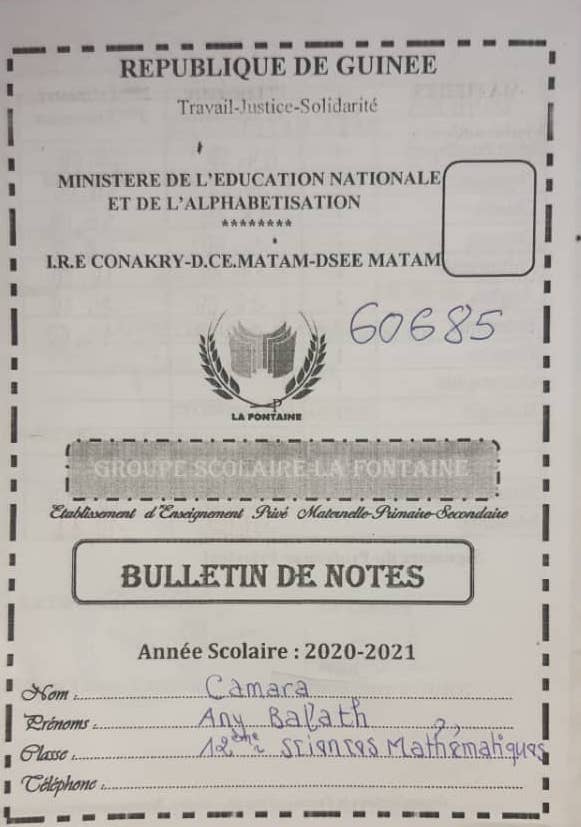 REPUBLIQUE DE GUINEE
Travail-Justice-Solidarité
MINISTERE DE L'EDUCATION NATIONALE
ET DE L'ALPHABETISATION
********
I.R.E CONAKRY-D.CE.MATAM-DSEE MATAM
60685
LA FONTAINE
GROUPE SCOLAIRE LA FONTAINE
Etablissement d'Enseignement Privé Maternelle-Primaire-Secondaire
BULLETIN DE NOTES
Année Scolaire : 2020-2021
Nom : Camara
Prénoms : Any Balath
Classe : 12ème Sciences Mathématiques
Téléphone :